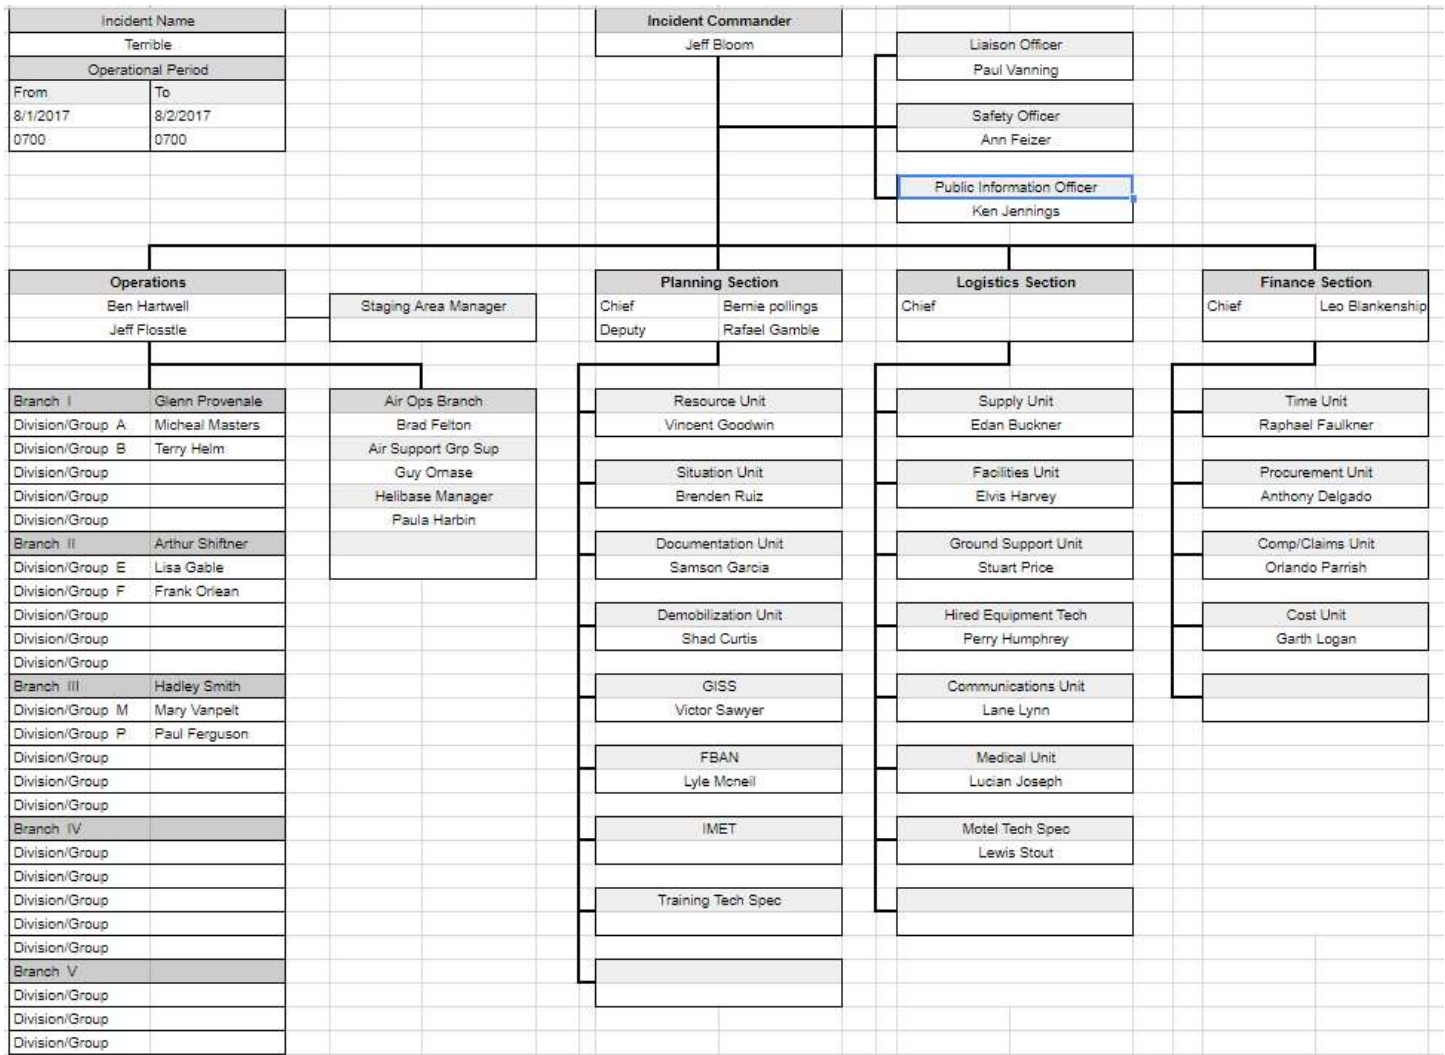 Incident Name
Terrible
Operational Period
From To
8/1/2017 8/2/2017
0700 0700
Incident Commander
Jeff Bloom
Liaison Officer
Paul Vanning
Safety Officer
Ann Feizer
Public Information Officer
Ken Jennings
Operations
Ben Hartwell
Jeff Flosstle
Staging Area Manager
Planning Section
Chief Bernie pollings
Deputy Rafael Gamble
Logistics Section
Chief
Finance Section
Chief Leo Blankenship
Branch I Glenn Provenale
Division/Group A Micheal Masters
Division/Group B Terry Helm
Division/Group
Division/Group
Division/Group
Branch II Arthur Shiftner
Division/Group E Lisa Gable
Division/Group F Frank Orlean
Division/Group
Division/Group
Division/Group
Branch III Hadley Smith
Division/Group M Mary Vanpelt
Division/Group P Paul Ferguson
Division/Group
Division/Group
Division/Group
Branch IV
Division/Group
Division/Group
Division/Group
Division/Group
Division/Group
Branch V
Division/Group
Division/Group
Division/Group
Air Ops Branch
Brad Felton
Air Support Grp Sup
Guy Ornase
Helibase Manager
Paula Harbin
Resource Unit
Vincent Goodwin
Situation Unit
Brenden Ruiz
Documentation Unit
Samson Garcia
Demobilization Unit
Shad Curtis
GISS
Victor Sawyer
FBAN
Lyle Mcneil
IMET
Training Tech Spec
Supply Unit
Edan Buckner
Facilities Unit
Elvis Harvey
Ground Support Unit
Stuart Price
Hired Equipment Tech
Perry Humphrey
Communications Unit
Lane Lynn
Medical Unit
Lucian Joseph
Motel Tech Spec
Lewis Stout
Time Unit
Raphael Faulkner
Procurement Unit
Anthony Delgado
Comp/Claims Unit
Orlando Parrish
Cost Unit
Garth Logan